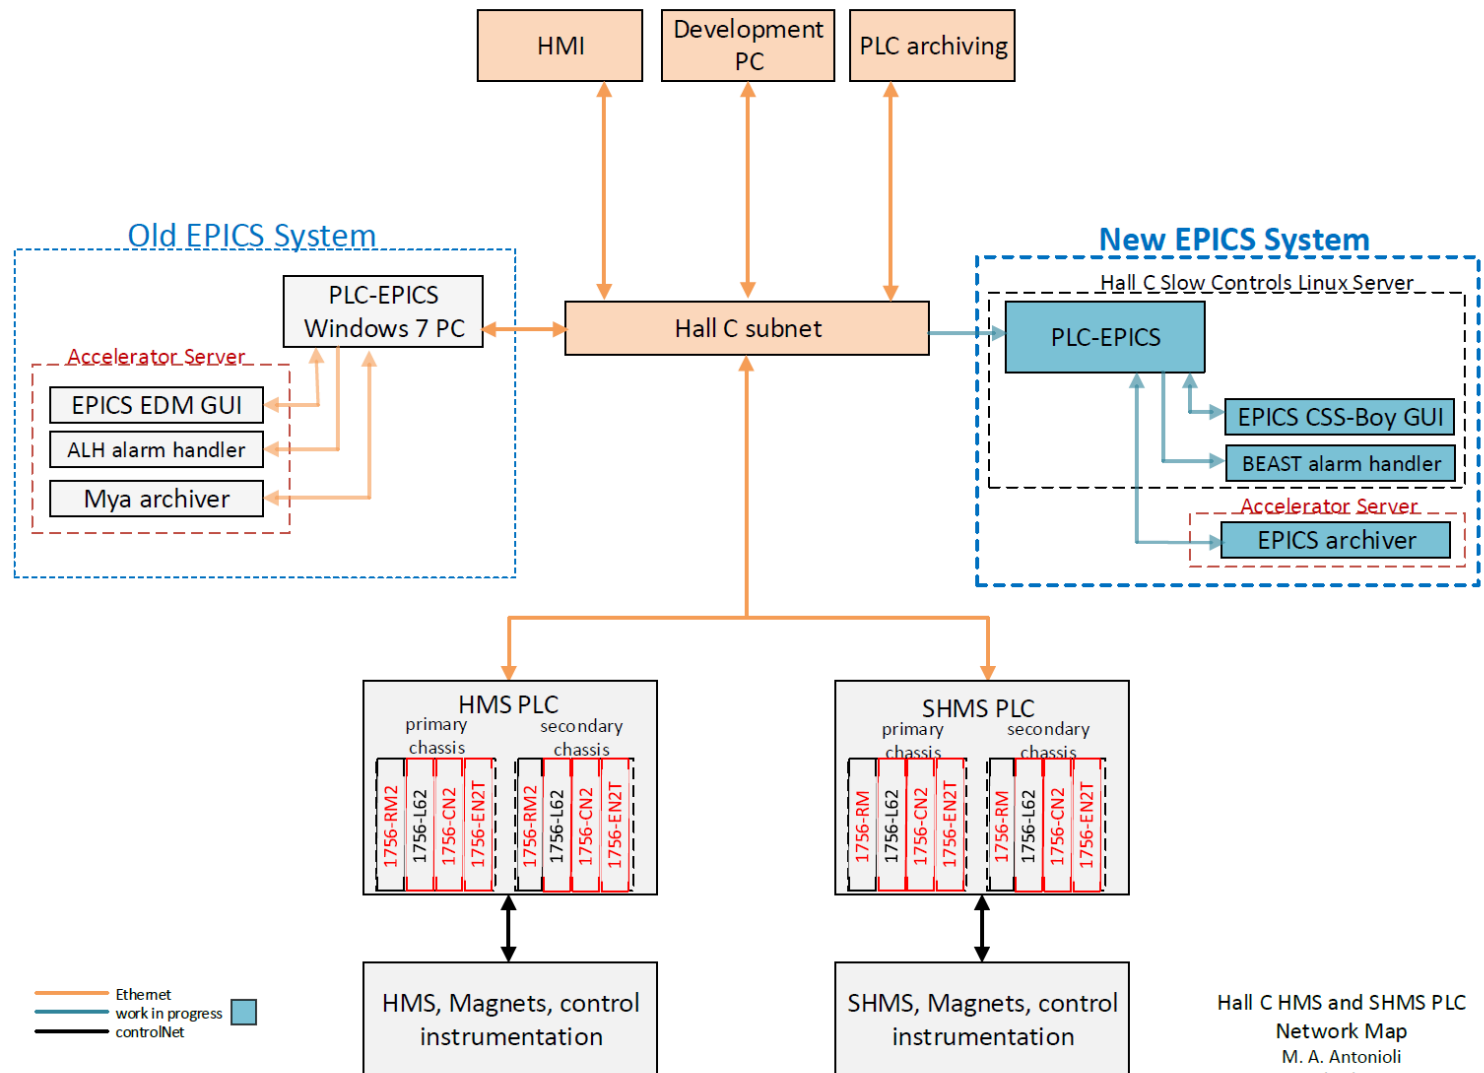 HMI
Development
PC
PLC archiving
Old EPICS System
New EPICS System
Hall C Slow Controls Linux Server
PLC-EPICS
Windows 7 PC
Hall C subnet
PLC-EPICS
Accelerator Server
EPICS EDM GUI
ALH alarm handler
Mya archiver
EPICS CSS-Boy GUI
BEAST alarm handler
Accelerator Server
EPICS archiver
HMS PLC
primary
chassis
secondary
chassis
1756-RM2
1756-L62
1756-CN2
1756-EN2T
1756-RM2
1756-L62
1756-CN2
1756-EN2T
SHMS PLC
primary
chassis
secondary
chassis
1756-RM
1756-L62
1756-CN2
1756-EN2T
1756-RM
1756-L62
1756-CN2
1756-EN2T
HMS, Magnets, control
instrumentation
SHMS, Magnets, control
instrumentation
Ethernet
work in progress
controlNet
Hall C HMS and SHMS PLC
Network Map
M. A. Antonioli